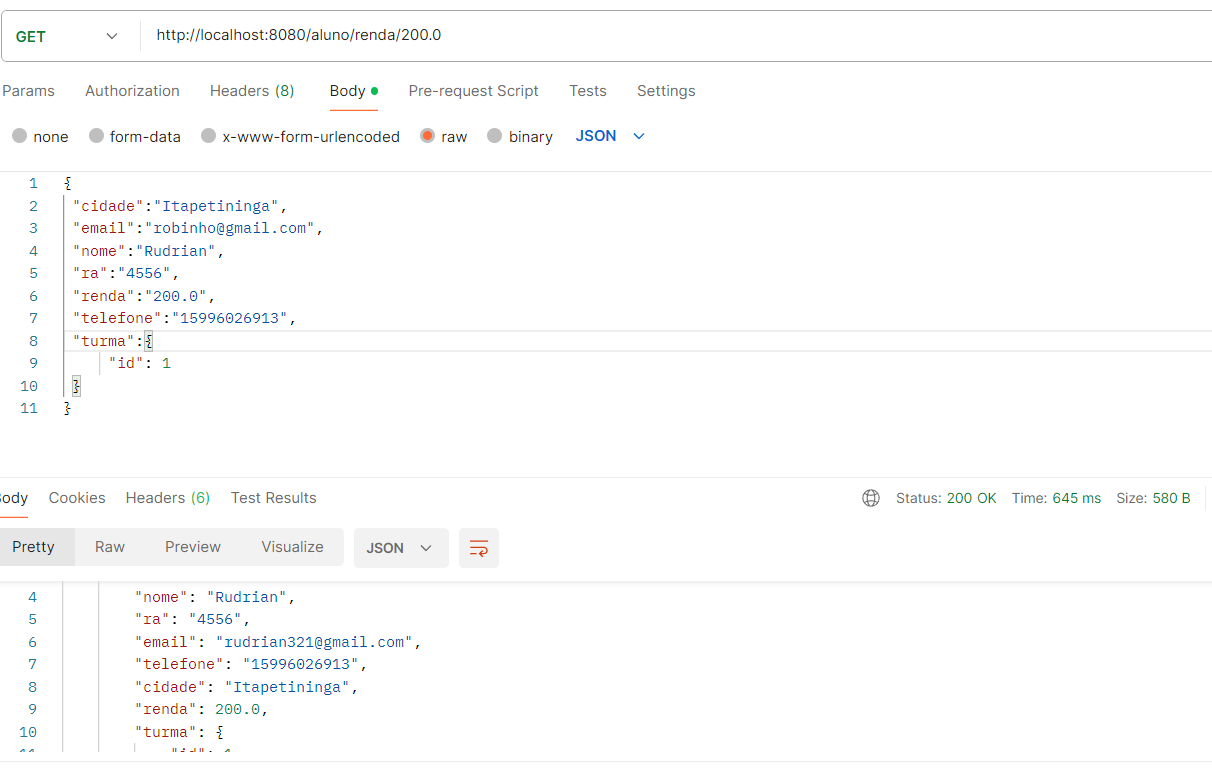 GET http://localhost:8080/aluno/renda/200.0
Params Authorization Headers (8) Body Pre-request Script Tests Settings
none form-data x-www-form-urlencoded raw binary JSON
1 {
2 "cidade":"Itapetininga",
3 "email":"robinho@gmail.com",
4 "nome":"Rudrian",
5 "ra":"4556",
6 "renda":"200.0",
7 "telefone":"15996026913",
8 "turma":{
9 "id": 1
10 }
11 }
ody Cookies Headers (6) Test Results Status: 200 OK Time: 645 ms Size: 580 B
Pretty Raw Preview Visualize JSON
4 "nome": "Rudrian",
5 "ra": "4556",
6 "email": "rudrian321@gmail.com",
7 "telefone": "15996026913",
8 "cidade": "Itapetininga",
9 "renda": 200.0,
10 "turma": {
11 "id": 1